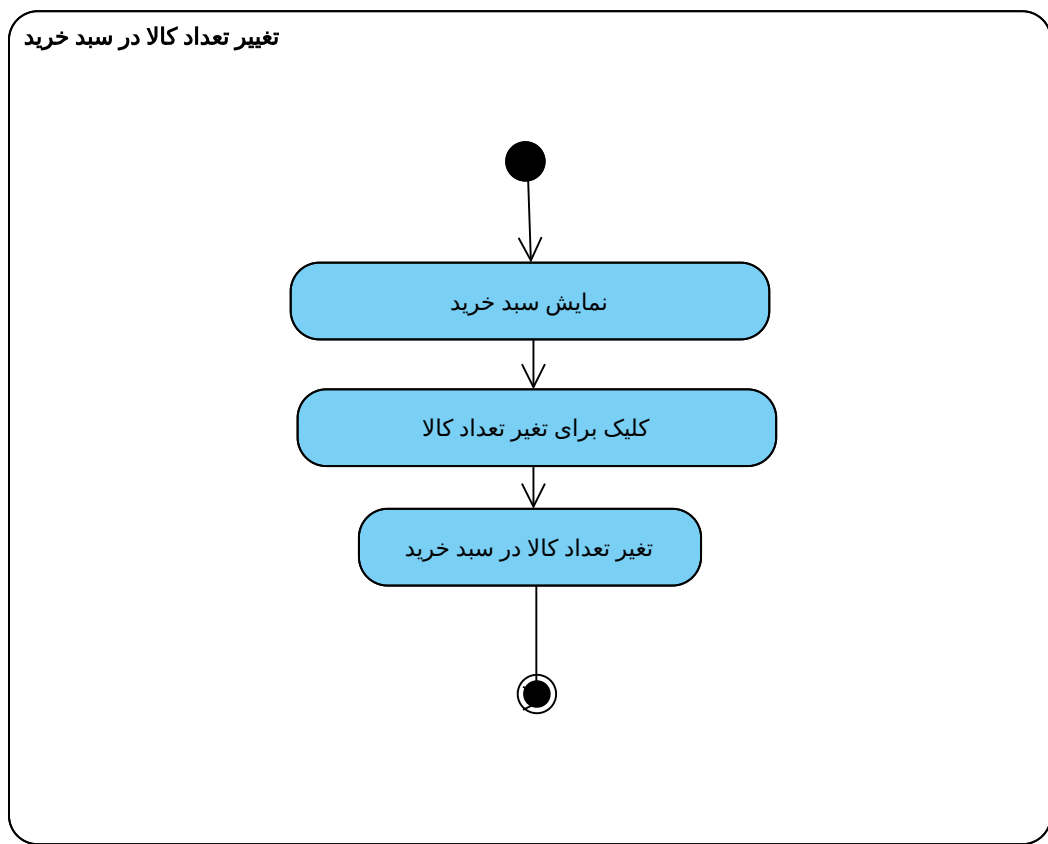 تغییر تعداد کالا در سبد خرید
نمایش سبد خرید
کلیک برای تغیر تعداد کالا
تغیر تعداد کالا در سبد خرید